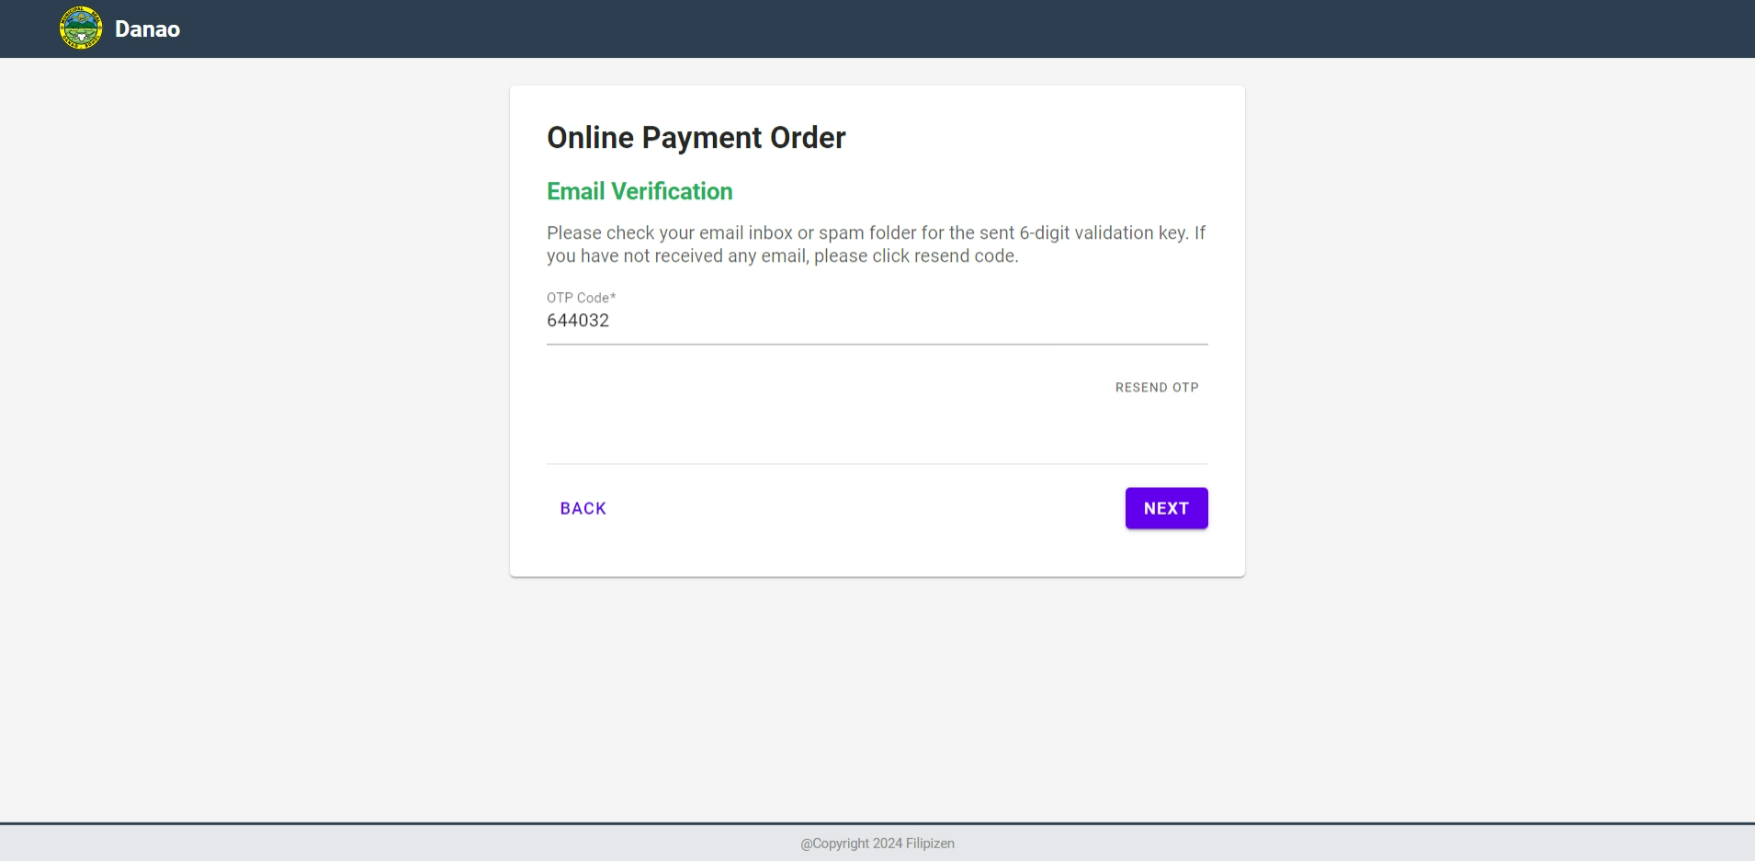 Danao
Online Payment Order
Email Verification
Please check your email inbox or spam folder for the sent 6-digit validation key. If
you have not received any email, please click resend code.
OTP Code*
644032
RESEND OTP
BACK
NEXT
@Copyright 2024 Filipizen